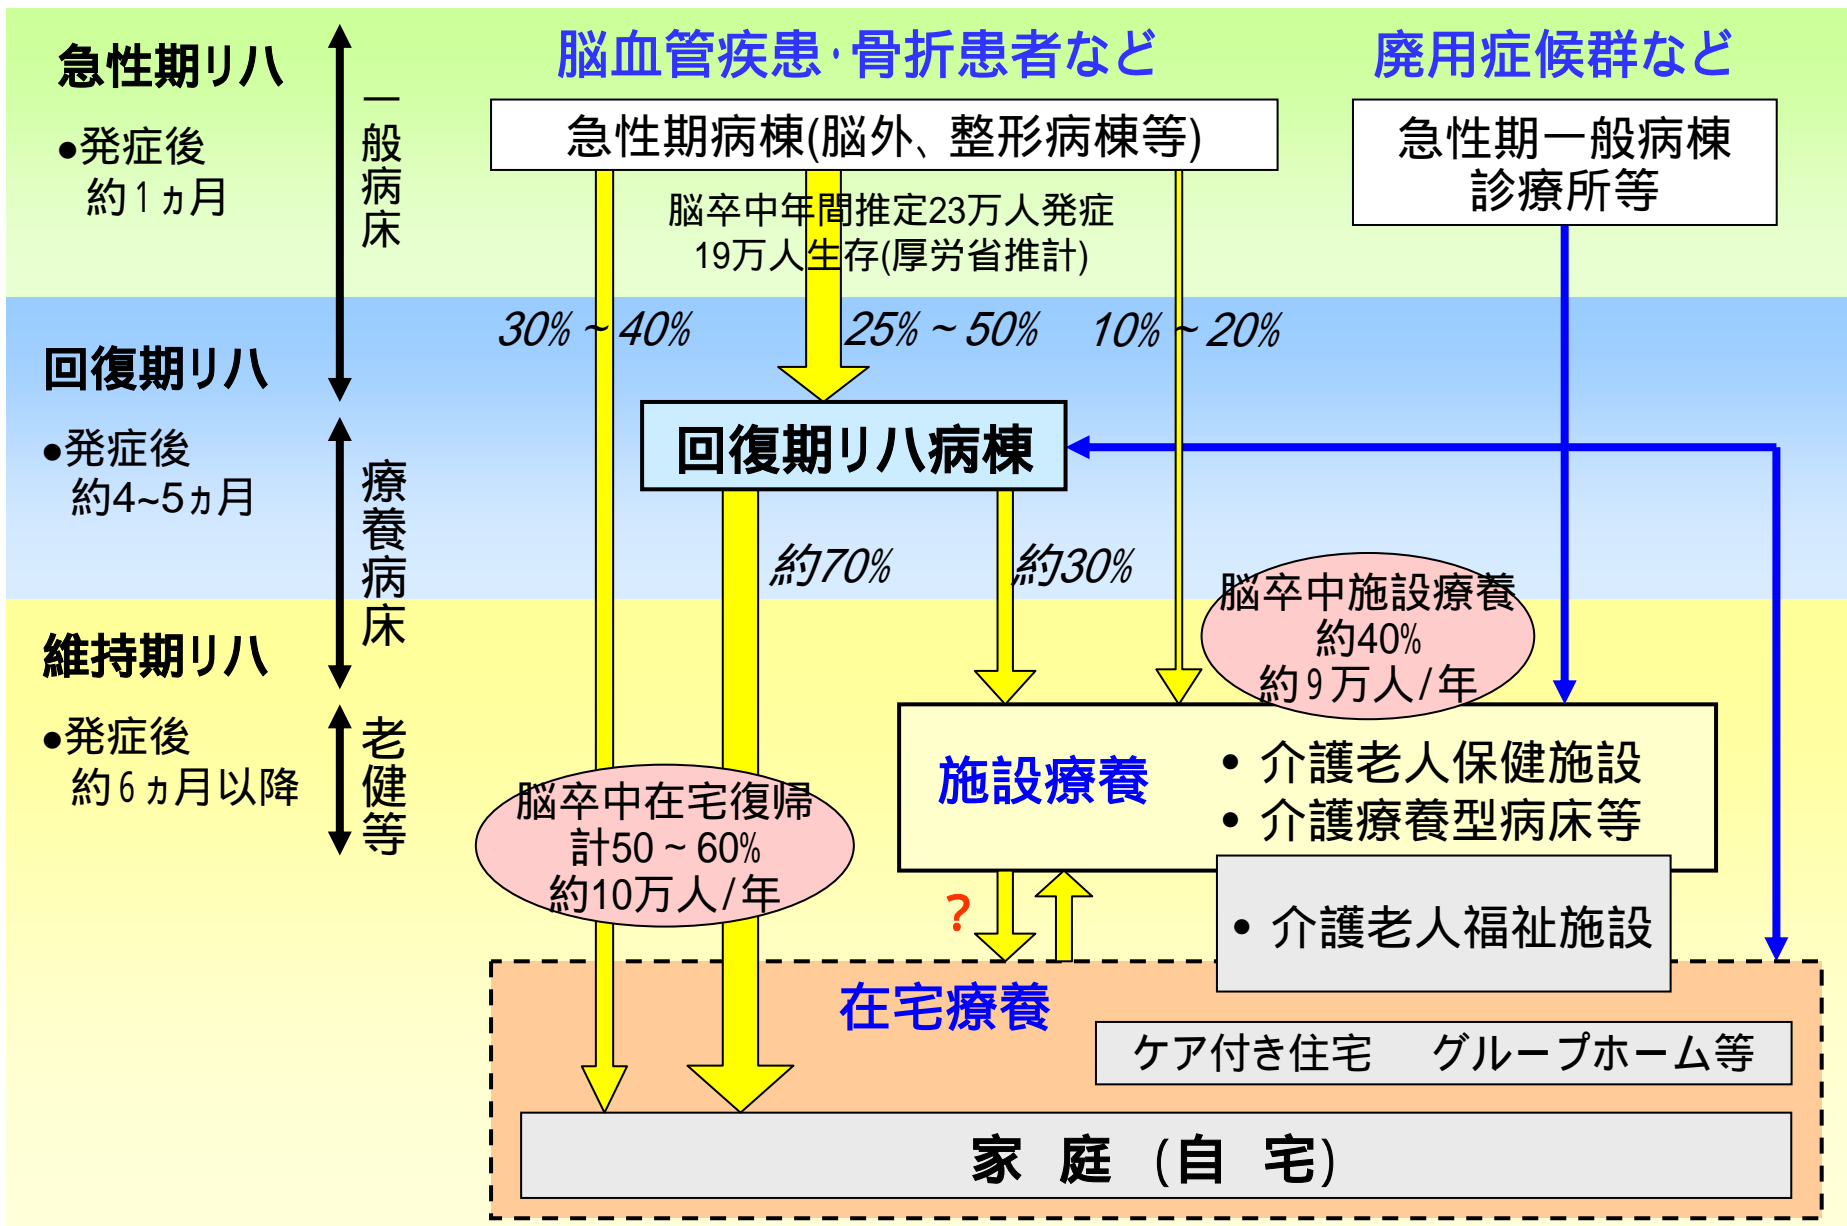 急性期リハ
●発症後
約1ヵ月
一般病床
脳血管疾患・骨折患者など
廃用症候群など
急性期病棟(脳外、整形病棟等)
急性期一般病棟
診療所等
脳卒中年間推定23万人発症
19万人生存(厚労省推計)
30%~40%
25%~50%
10%~20%
回復期リハ
●発症後
約4~5ヵ月
療養病床
回復期リハ病棟
約70%
約30%
脳卒中施設療養
約40%
約9万人/年
維持期リハ
●発症後
約6ヵ月以降
老健等
施設療養
• 介護老人保健施設
• 介護療養型病床等
• 介護老人福祉施設
脳卒中在宅復帰
計50~60%
約10万人/年
?
在宅療養
ケア付き住宅 グループホーム等
家 庭 (自 宅)